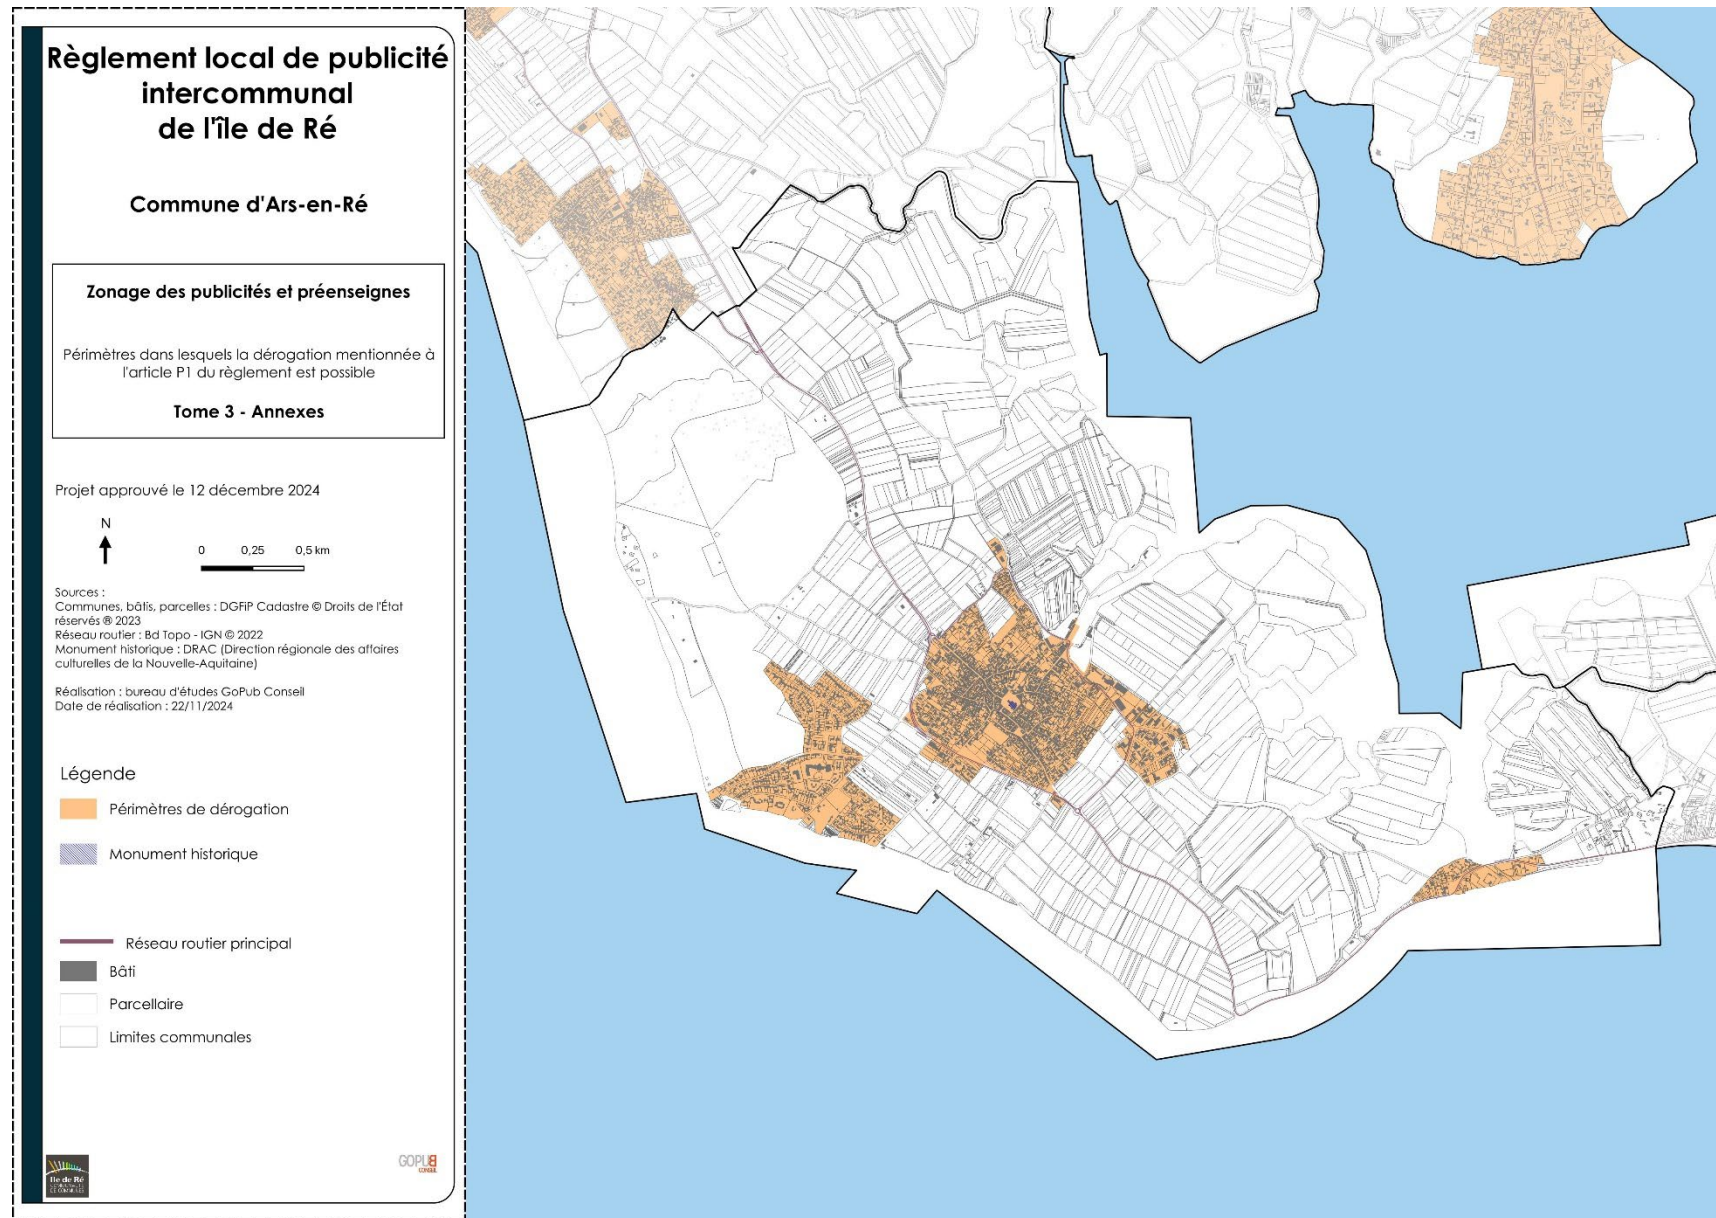 Règlement local de publicité
intercommunal
de l'île de Ré
Commune d'Ars-en-Ré
Zonage des publicités et préenseignes
Périmètres dans lesquels la dérogation mentionnée à
l'article P1 du règlement est possible
Tome 3 - Annexes
Projet approuvé le 12 décembre 2024
N
0 0,25 0,5 km
Sources :
Communes, bâtis, parcelles : DGFiP Cadastre © Droits de l'État
réservés ® 2023
Réseau routier : Bd Topo - IGN © 2022
Monument historique : DRAC (Direction régionale des affaires
culturelles de la Nouvelle-Aquitaine)
Réalisation : bureau d'études GoPub Conseil
Date de réalisation : 22/11/2024
Légende
Périmètres de dérogation
Monument historique
Réseau routier principal
Bâti
Parcellaire
Limites communales
Ile de Ré
COMMUNAUTÉ
DE COMMUNES
GOPUB
CONSEIL